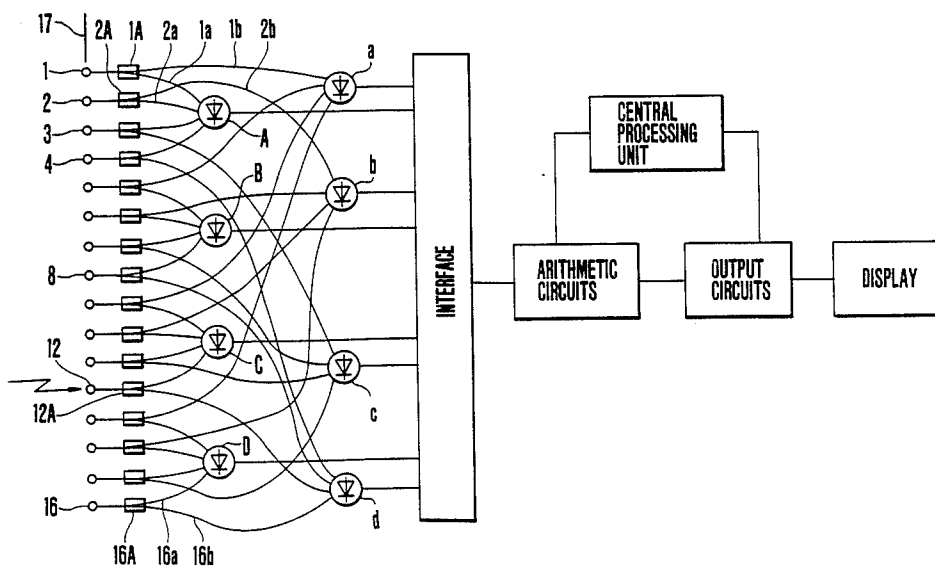 17
2A 1A 2a 1a 1b 2b
1
a
2
3
A
4
B
b
8
INTERFACE
CENTRAL
PROCESSING
UNIT
ARITHMETIC
CIRCUITS
OUTPUT
CIRCUITS
DISPLAY
12
C
12A
c
D
16
d
16A 16a 16b